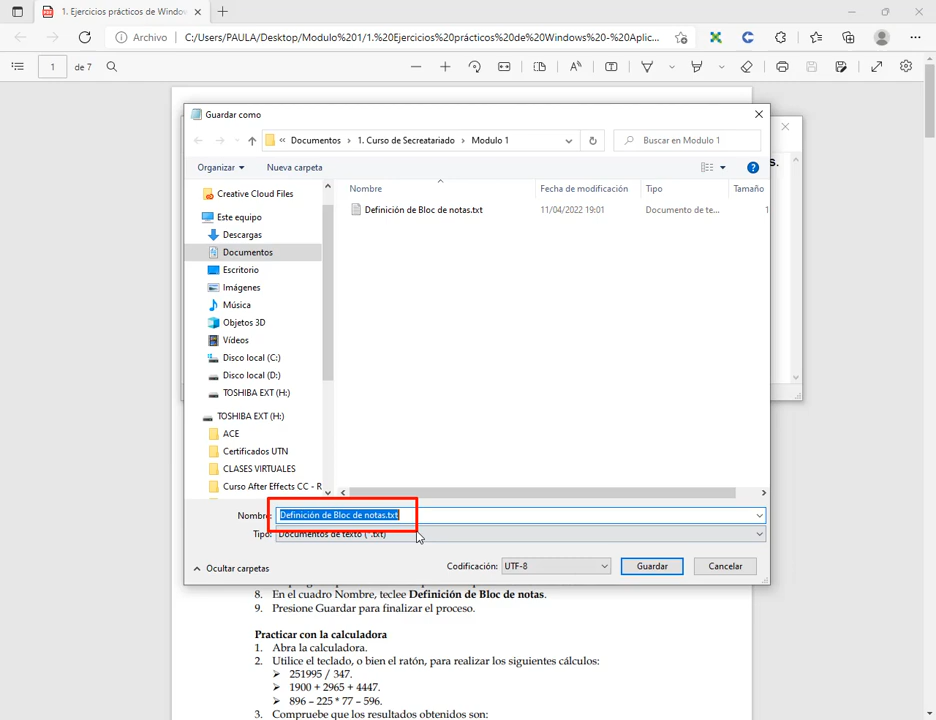 1. Ejercicios prácticos de Window
Archivo
C:/Users/PAULA/Desktop/Modulo%201/1.%20Ejercicios%20prácticos%20de%20Windows%20-%20Aplic...
1
de 7
Guardar como
«
Documentos
1. Curso de Secretariado
Modulo 1
Buscar en Modulo 1
s.
Organizar
Nueva carpeta
Creative Cloud Files
Este equipo
Descargas
Documentos
Escritorio
Imágenes
Música
Objetos 3D
Vídeos
Disco local (C:)
Disco local (D:)
TOSHIBA EXT (H:)
TOSHIBA EXT (H:)
ACE
Certificados UTN
CLASES VIRTUALES
Curso After Effects CC - R
Nombre
Fecha de modificación
Tipo
Tamaño
Definición de Bloc de notas.txt
11/04/2022 19:01
Documento de te...
1
Nombre:
Definición de Bloc de notas.txt
Tipo:
Documentos de texto (*.txt)
Ocultar carpetas
Codificación:
UTF-8
Guardar
Cancelar
8. En el cuadro Nombre, teclee Definición de Bloc de notas.
9. Presione Guardar para finalizar el proceso.
Practicar con la calculadora
1. Abra la calculadora.
2. Utilice el teclado, o bien el ratón, para realizar los siguientes cálculos:
➢ 251995 / 347.
➢ 1900 + 2965 + 4447.
➢ 896 – 225 * 77 – 596.
3. Compruebe que los resultados obtenidos son: